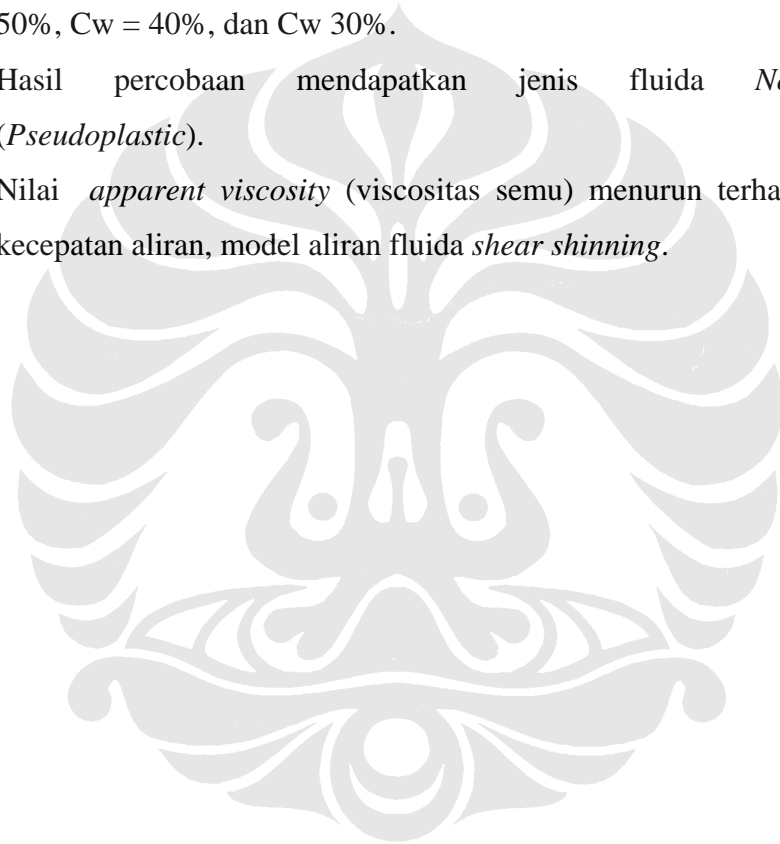 50%, Cw = 40%, dan Cw 30%.
Hasil percobaan mendapatkan jenis fluida
(Pseudoplastic).
Nilai apparent viscosity (viscositas semu) menurun
kecepatan aliran, model aliran fluida shear shinning.